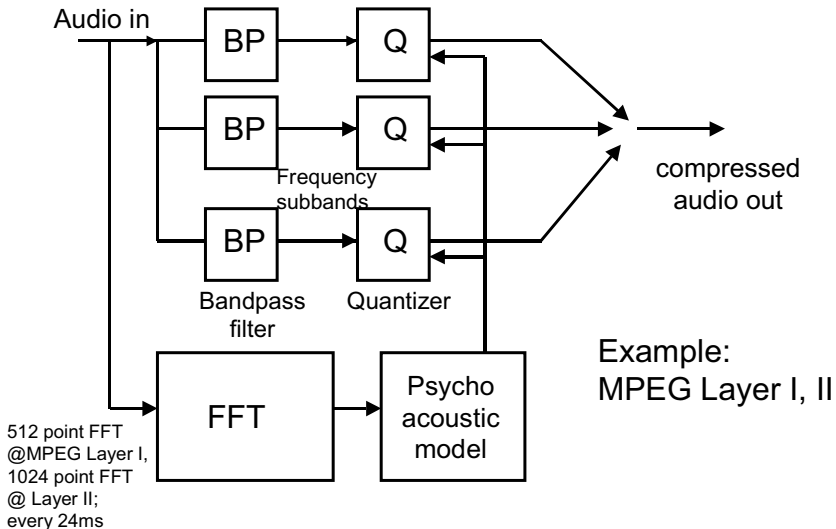 Audio in
BP
Q
BP
Q
Frequency
subbands
BP
Q
compressed
audio out
Bandpass
filter
Quantizer
FFT
Psycho
acoustic
model
Example:
MPEG Layer I, II
512 point FFT
@MPEG Layer I,
1024 point FFT
@ Layer II;
every 24ms